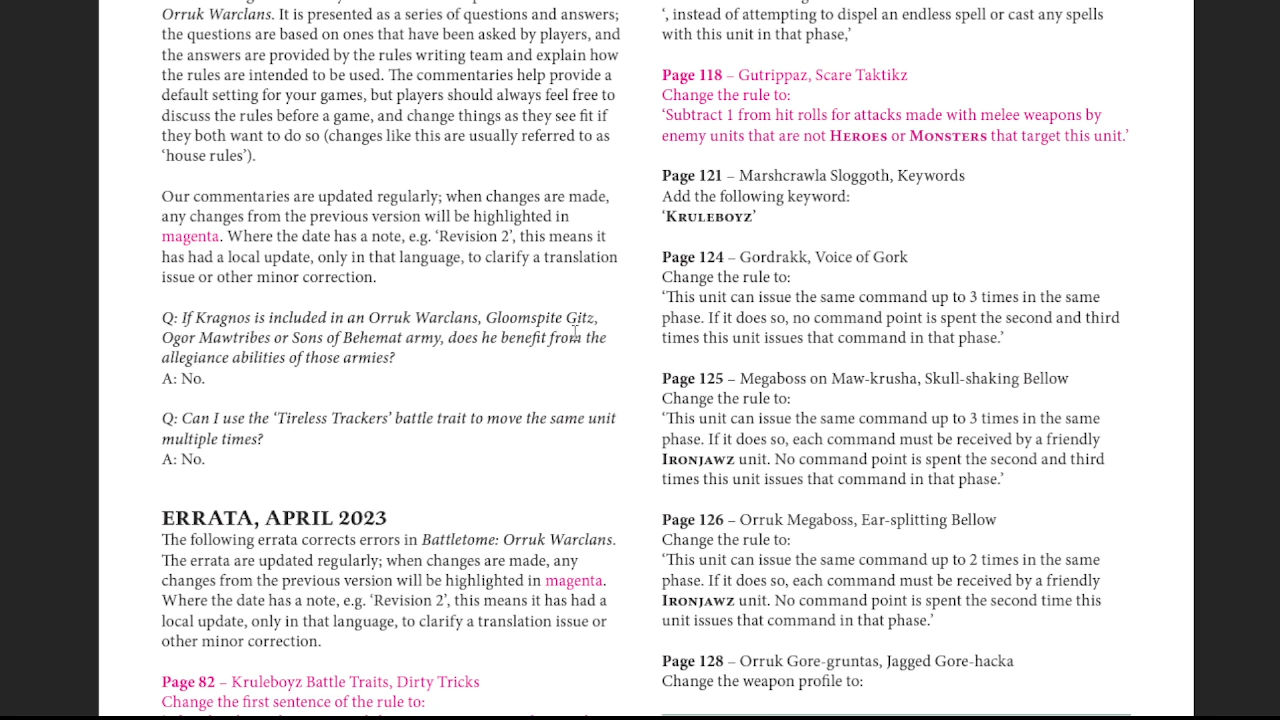 Orruk Warclans. It is presented as a series of questions and answers;
the questions are based on ones that have been asked by players, and
the answers are provided by the rules writing team and explain how
the rules are intended to be used. The commentaries help provide a
default setting for your games, but players should always feel free to
discuss the rules before a game, and change things as they see fit if
they both want to do so (changes like this are usually referred to as
‘house rules’).
Our commentaries are updated regularly; when changes are made,
any changes from the previous version will be highlighted in
magenta. Where the date has a note, e.g. ‘Revision 2’, this means it
has had a local update, only in that language, to clarify a translation
issue or other minor correction.
Q: If Kragnos is included in an Orruk Warclans, Gloomspite Gitz,
Ogor Mawtribes or Sons of Behemat army, does he benefit from the
allegiance abilities of those armies?
A: No.
Q: Can I use the ‘Tireless Trackers’ battle trait to move the same unit
multiple times?
A: No.
ERRATA, APRIL 2023
The following errata corrects errors in Battletome: Orruk Warclans.
The errata are updated regularly; when changes are made, any
changes from the previous version will be highlighted in magenta.
Where the date has a note, e.g. ‘Revision 2’, this means it has had a
local update, only in that language, to clarify a translation issue or
other minor correction.
Page 82 – Kruleboyz Battle Traits, Dirty Tricks
Change the first sentence of the rule to:
‘, instead of attempting to dispel an endless spell or cast any spells
with this unit in that phase,’
Page 118 – Gutrippaz, Scare Taktikz
Change the rule to:
‘Subtract 1 from hit rolls for attacks made with melee weapons by
enemy units that are not HEROES or MONSTERS that target this unit.’
Page 121 – Marshcrawla Sloggoth, Keywords
Add the following keyword:
‘KRULEBOYZ’
Page 124 – Gordrakk, Voice of Gork
Change the rule to:
‘This unit can issue the same command up to 3 times in the same
phase. If it does so, no command point is spent the second and third
times this unit issues that command in that phase.’
Page 125 – Megaboss on Maw-krusha, Skull-shaking Bellow
Change the rule to:
‘This unit can issue the same command up to 3 times in the same
phase. If it does so, each command must be received by a friendly
IRONJAWZ unit. No command point is spent the second and third
times this unit issues that command in that phase.’
Page 126 – Orruk Megaboss, Ear-splitting Bellow
Change the rule to:
‘This unit can issue the same command up to 2 times in the same
phase. If it does so, each command must be received by a friendly
IRONJAWZ unit. No command point is spent the second time this
unit issues that command in that phase.’
Page 128 – Orruk Gore-gruntas, Jagged Gore-hacka
Change the weapon profile to: